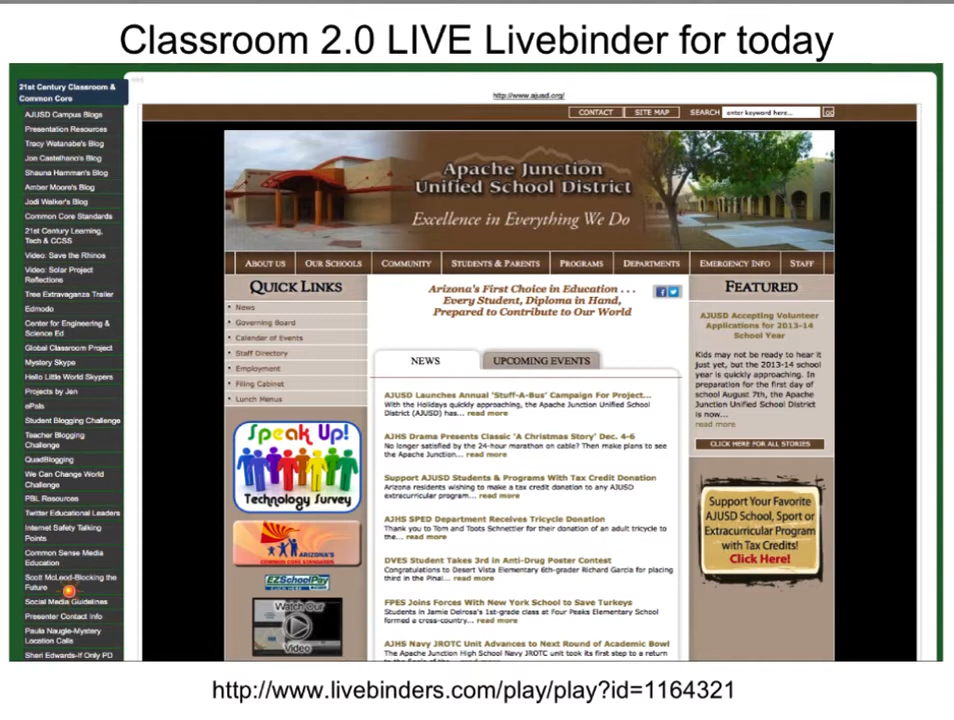 Classroom 2.0 LIVE Livebinder for today
21st Century Classroom &
Common Core
AJUSD Campus Blogs
Presentation Resources
Tracy Watanabe's Blog
Jon Castelhano's Blog
Shauna Hamman's Blog
Amber Moore's Blog
Jodi Walker's Blog
Common Core Standards
21st Century Learning,
Tech & CCSS
Video: Save the Rhinos
Video: Solar Project
Reflections
Tree Extravaganza Trailer
Edmodo
Center for Engineering &
Science Ed
Global Classroom Project
Mystery Skype
Hello Little World Skypers
Projects by Jen
ePals
Student Blogging Challenge
Teacher Blogging
Challenge
QuadBlogging
We Can Change World
Challenge
PBL Resources
Twitter Educational Leaders
Internet Safety Talking
Points
Common Sense Media
Education
Scott McLeod-Blocking the
Future
Social Media Guidelines
Presenter Contact Info
Paula Naugle-Mystery
Location Calls
Sheri Edwards-If Only PD
http://www.ajusd.org/
CONTACT SITE MAP SEARCH enter keyword here...
Apache Junction
Unified School District
Excellence in Everything We Do
ABOUT US OUR SCHOOLS COMMUNITY STUDENTS & PARENTS PROGRAMS DEPARTMENTS EMERGENCY INFO STAFF
QUICK LINKS
News
Governing Board
Calendar of Events
Staff Directory
Employment
Filing Cabinet
Lunch Menus
Speak Up!
Technology Survey
ARIZONA'S
COMMON CORE STANDARDS
EZSchoolPay
CLICK HERE
Watch Our
Video
Arizona's First Choice in Education . . .
Every Student, Diploma in Hand,
Prepared to Contribute to Our World
NEWS UPCOMING EVENTS
AJUSD Launches Annual 'Stuff-A-Bus' Campaign For Project...
With the Holidays quickly approaching, the Apache Junction Unified School
District (AJUSD) has... read more
AJHS Drama Presents Classic 'A Christmas Story' Dec. 4-6
No longer satisfied by the 24-hour marathon on cable? Then make plans to see
the Apache Junction... read more
Support AJUSD Students & Programs With Tax Credit Donation
Arizona residents wishing to make a tax credit donation to any AJUSD
extracurricular program... read more
AJHS SPED Department Receives Tricycle Donation
Thank you to Tom and Toots Schnettler for their donation of an adult tricycle to
the... read more
DVES Student Takes 3rd in Anti-Drug Poster Contest
Congratulations to Desert Vista Elementary 6th-grader Richard Garcia for placing
third in the Pinal... read more
FPES Joins Forces With New York School to Save Turkeys
Students in Jamie Delrosa's 1st-grade class at Four Peaks Elementary School
formed a cross-country... read more
AJHS Navy JROTC Unit Advances to Next Round of Academic Bowl
The Apache Junction High School Navy JROTC unit took its first step to a return
FEATURED
AJUSD Accepting Volunteer
Applications for 2013-14
School Year
Kids may not be ready to hear it
just yet, but the 2013-14 school
year is quickly approaching. In
preparation for the first day of
school August 7th, the Apache
Junction Unified School District
is now...
read more
CLICK HERE FOR ALL STORIES
Support Your Favorite
AJUSD School, Sport or
Extracurricular Program
with Tax Credits!
Click Here!
http://www.livebinders.com/play/play?id=1164321